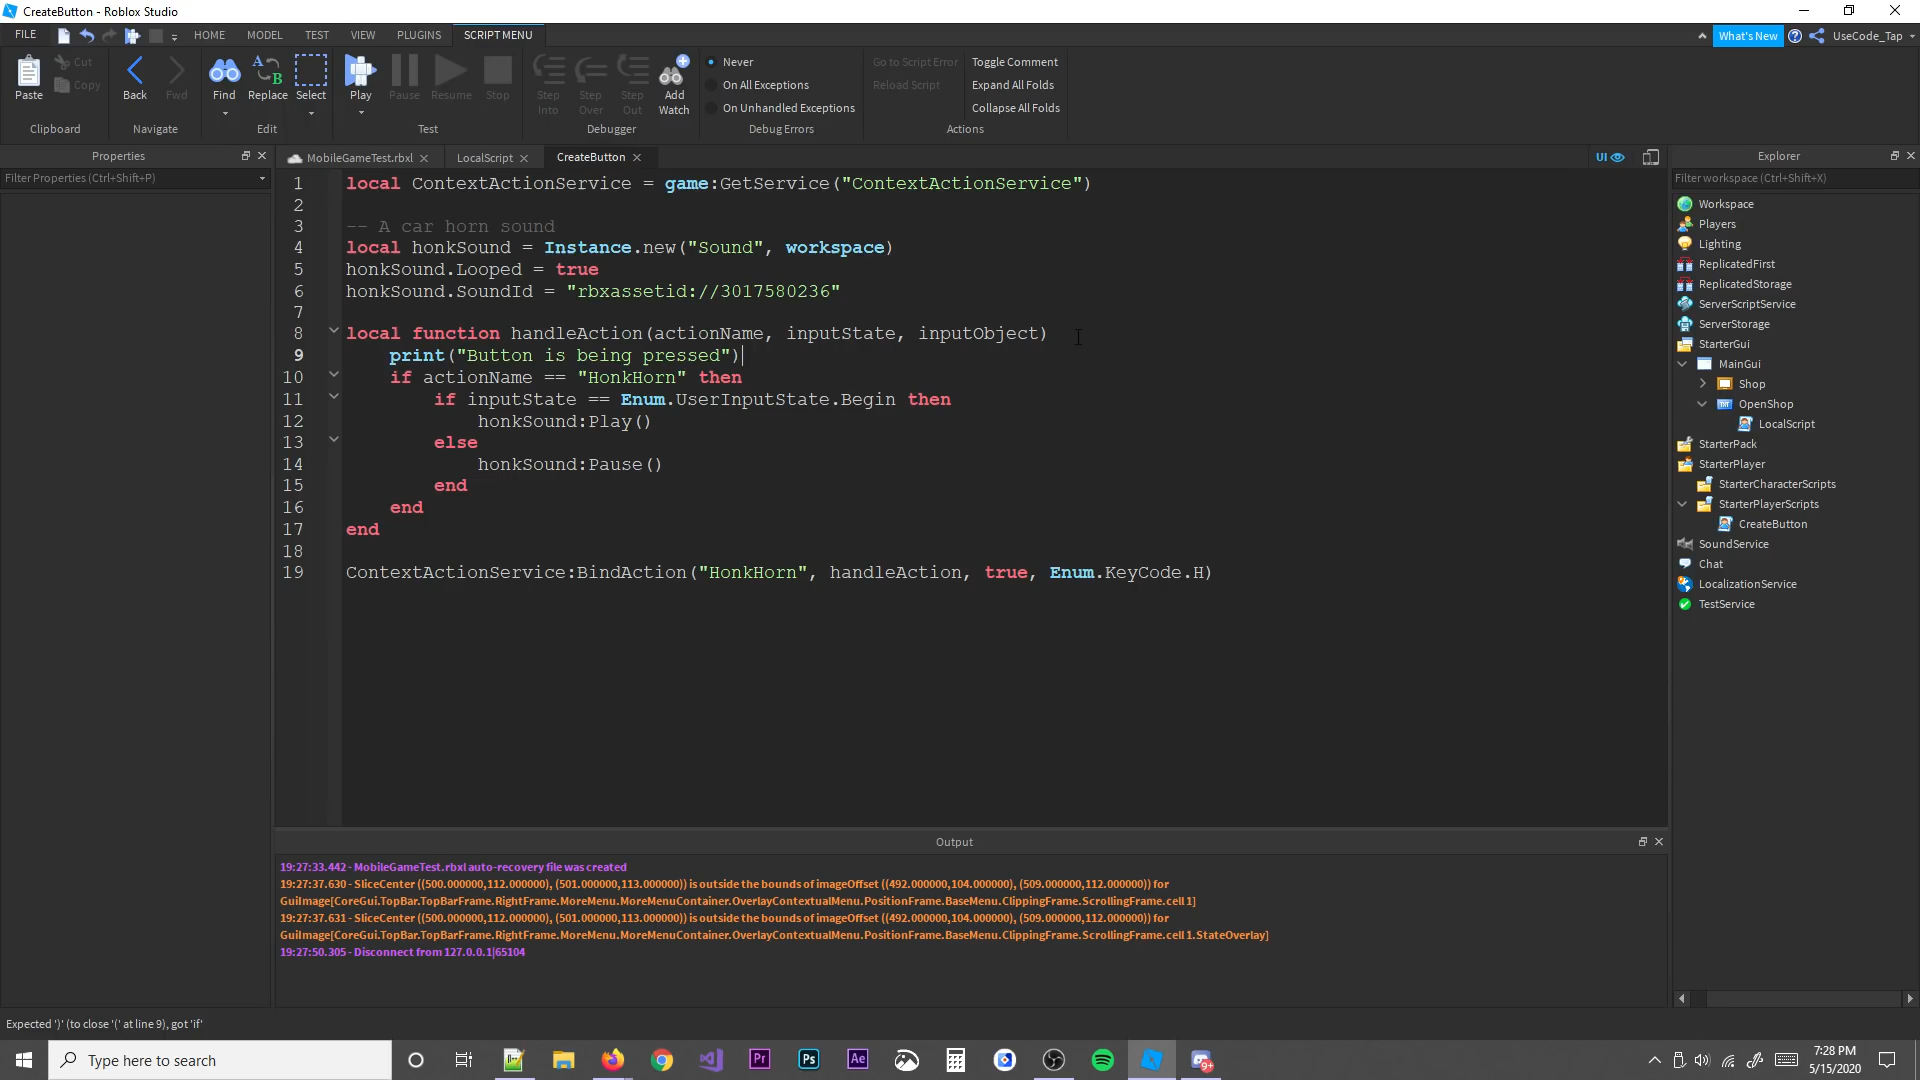 CreateButton - Roblox Studio
FILE HOME MODEL TEST VIEW PLUGINS SCRIPT MENU What's New UseCode_Tap
Paste Cut Copy Back Fwd Find Replace Select Play Pause Resume Stop Step Into Step Over Step Out Add Watch
Never
On All Exceptions
On Unhandled Exceptions
Go to Script Error
Reload Script
Toggle Comment
Expand All Folds
Collapse All Folds
Clipboard Navigate Edit Test Debugger Debug Errors Actions
Properties
Filter Properties (Ctrl+Shift+P)
MobileGameTest.rbxl LocalScript CreateButton UI
1 local ContextActionService = game:GetService("ContextActionService")
2
3 -- A car horn sound
4 local honkSound = Instance.new("Sound", workspace)
5 honkSound.Looped = true
6 honkSound.SoundId = "rbxassetid://3017580236"
7
8 local function handleAction(actionName, inputState, inputObject)
9 print("Button is being pressed")
10 if actionName == "HonkHorn" then
11 if inputState == Enum.UserInputState.Begin then
12 honkSound:Play()
13 else
14 honkSound:Pause()
15 end
16 end
17 end
18
19 ContextActionService:BindAction("HonkHorn", handleAction, true, Enum.KeyCode.H)
Explorer
Filter workspace (Ctrl+Shift+X)
Workspace
Players
Lighting
ReplicatedFirst
ReplicatedStorage
ServerScriptService
ServerStorage
StarterGui
MainGui
Shop
OpenShop
LocalScript
StarterPack
StarterPlayer
StarterCharacterScripts
StarterPlayerScripts
CreateButton
SoundService
Chat
LocalizationService
TestService
Output
19:27:33.442 - MobileGameTest.rbxl auto-recovery file was created
19:27:37.630 - SliceCenter ((500.000000,112.000000), (501.000000,113.000000)) is outside the bounds of imageOffset ((492.000000,104.000000), (509.000000,112.000000)) for
GuiImage[CoreGui.TopBar.TopBarFrame.RightFrame.MoreMenu.MoreMenuContainer.OverlayContextualMenu.PositionFrame.BaseMenu.ClippingFrame.ScrollingFrame.cell 1]
19:27:37.631 - SliceCenter ((500.000000,112.000000), (501.000000,113.000000)) is outside the bounds of imageOffset ((492.000000,104.000000), (509.000000,112.000000)) for
GuiImage[CoreGui.TopBar.TopBarFrame.RightFrame.MoreMenu.MoreMenuContainer.OverlayContextualMenu.PositionFrame.BaseMenu.ClippingFrame.ScrollingFrame.cell 1.StateOverlay]
19:27:50.305 - Disconnect from 127.0.0.1|65104
Expected ')' (to close '(' at line 9), got 'if'
Type here to search
Pr Ps Ae 9+
7:28 PM
5/15/2020